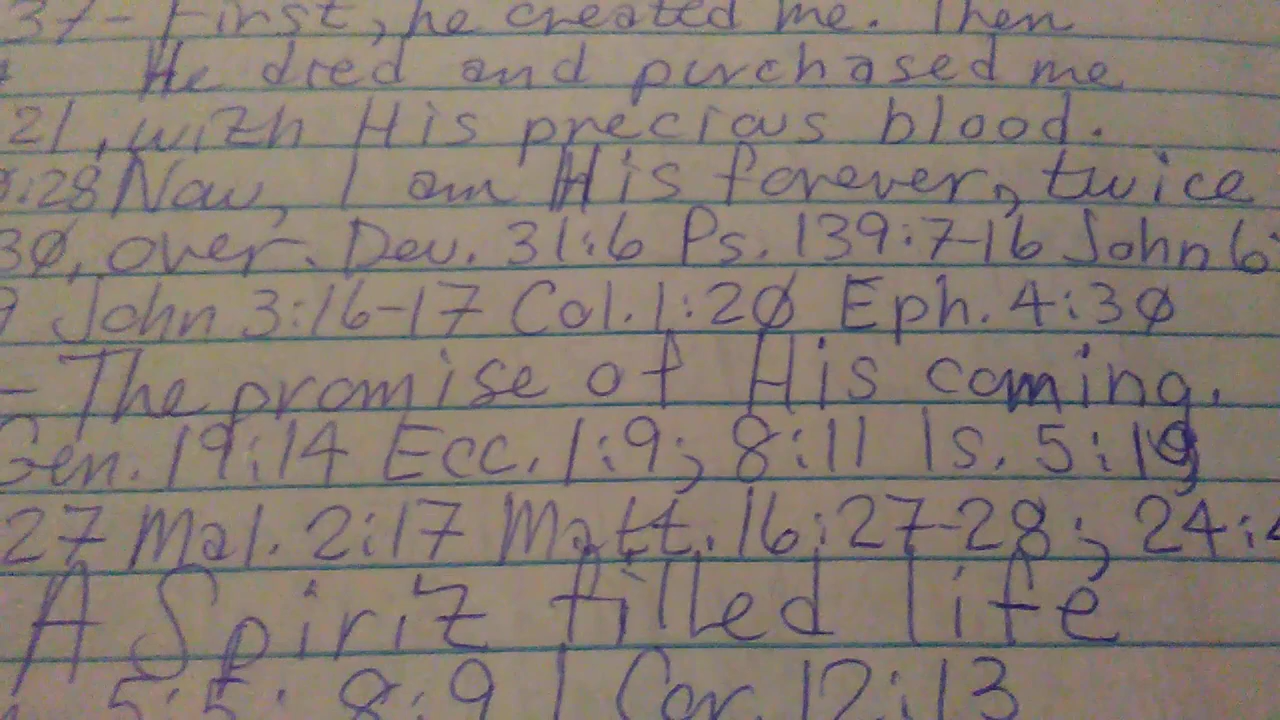 37- First, he created me. Then
He died and purchased me
21, with His precious blood.
:28 Now, I am His forever, twice
30, over. Deu. 31:6 Ps. 139:7-16 John 6:
John 3:16-17 Col. 1:20 Eph. 4:30
- The promise of His coming.
Gen. 19:14 Ecc. 1:9; 8:11 Is. 5:19
27 Mal. 2:17 Matt. 16:27-28; 24:
A Spirit filled life
5:5; 8:9 1 Cor. 12:13